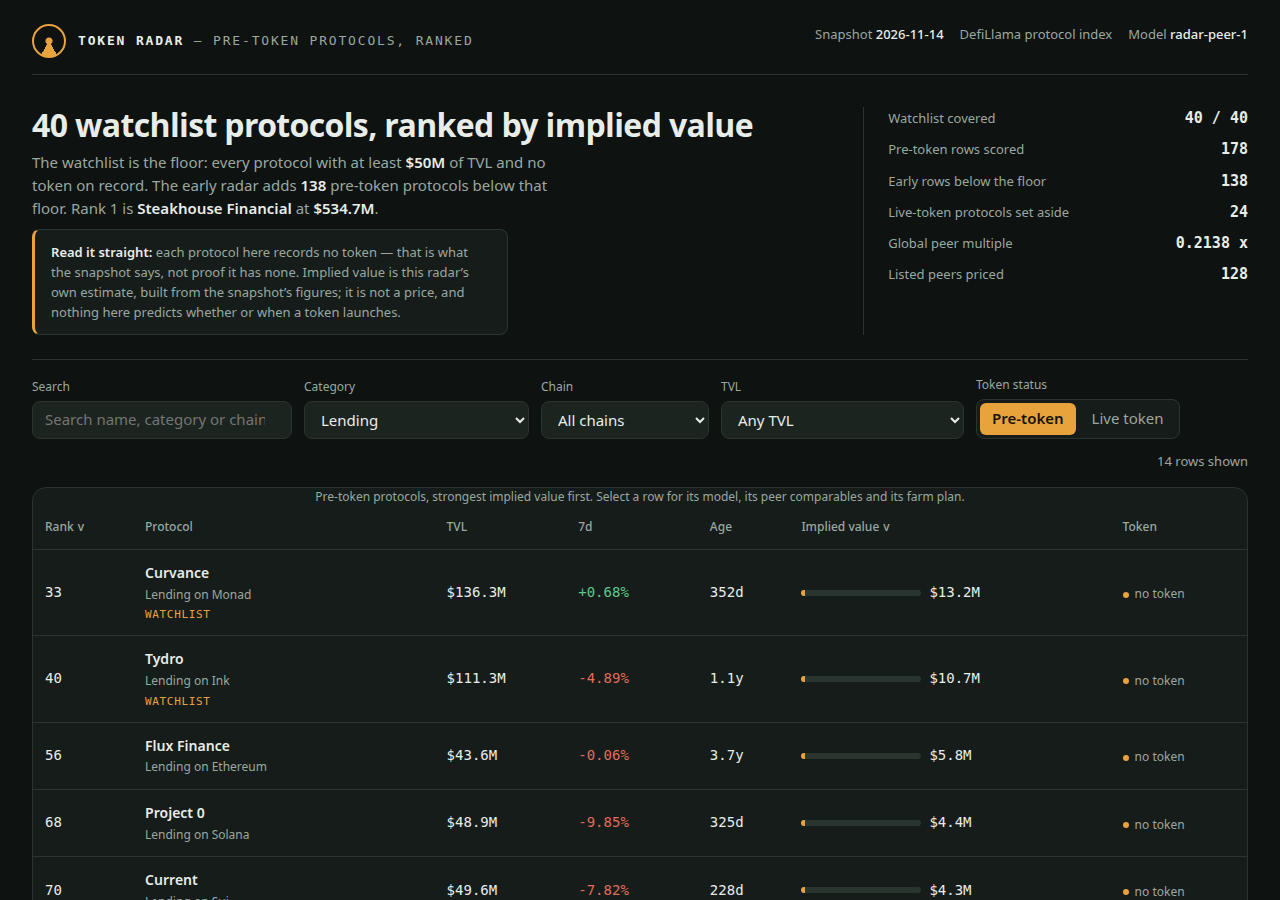 TOKEN RADAR — PRE-TOKEN PROTOCOLS, RANKED
Snapshot 2026-11-14 DefiLlama protocol index Model radar-peer-1
40 watchlist protocols, ranked by implied value
The watchlist is the floor: every protocol with at least $50M of TVL and no
token on record. The early radar adds 138 pre-token protocols below that
floor. Rank 1 is Steakhouse Financial at $534.7M.
Read it straight: each protocol here records no token — that is what
the snapshot says, not proof it has none. Implied value is this radar's
own estimate, built from the snapshot's figures; it is not a price, and
nothing here predicts whether or when a token launches.
Watchlist covered 40 / 40
Pre-token rows scored 178
Early rows below the floor 138
Live-token protocols set aside 24
Global peer multiple 0.2138 x
Listed peers priced 128
Search Category Chain TVL Token status
Search name, category or chain Lending All chains Any TVL Pre-token Live token
14 rows shown
Pre-token protocols, strongest implied value first. Select a row for its model, its peer comparables and its farm plan.
Rank v Protocol TVL 7d Age Implied value v Token
33 Curvance $136.3M +0.68% 352d $13.2M no token
Lending on Monad
WATCHLIST
40 Tydro $111.3M -4.89% 1.1y $10.7M no token
Lending on Ink
WATCHLIST
56 Flux Finance $43.6M -0.06% 3.7y $5.8M no token
Lending on Ethereum
68 Project 0 $48.9M -9.85% 325d $4.4M no token
Lending on Solana
70 Current $49.6M -7.82% 228d $4.3M no token
Lending on Sui